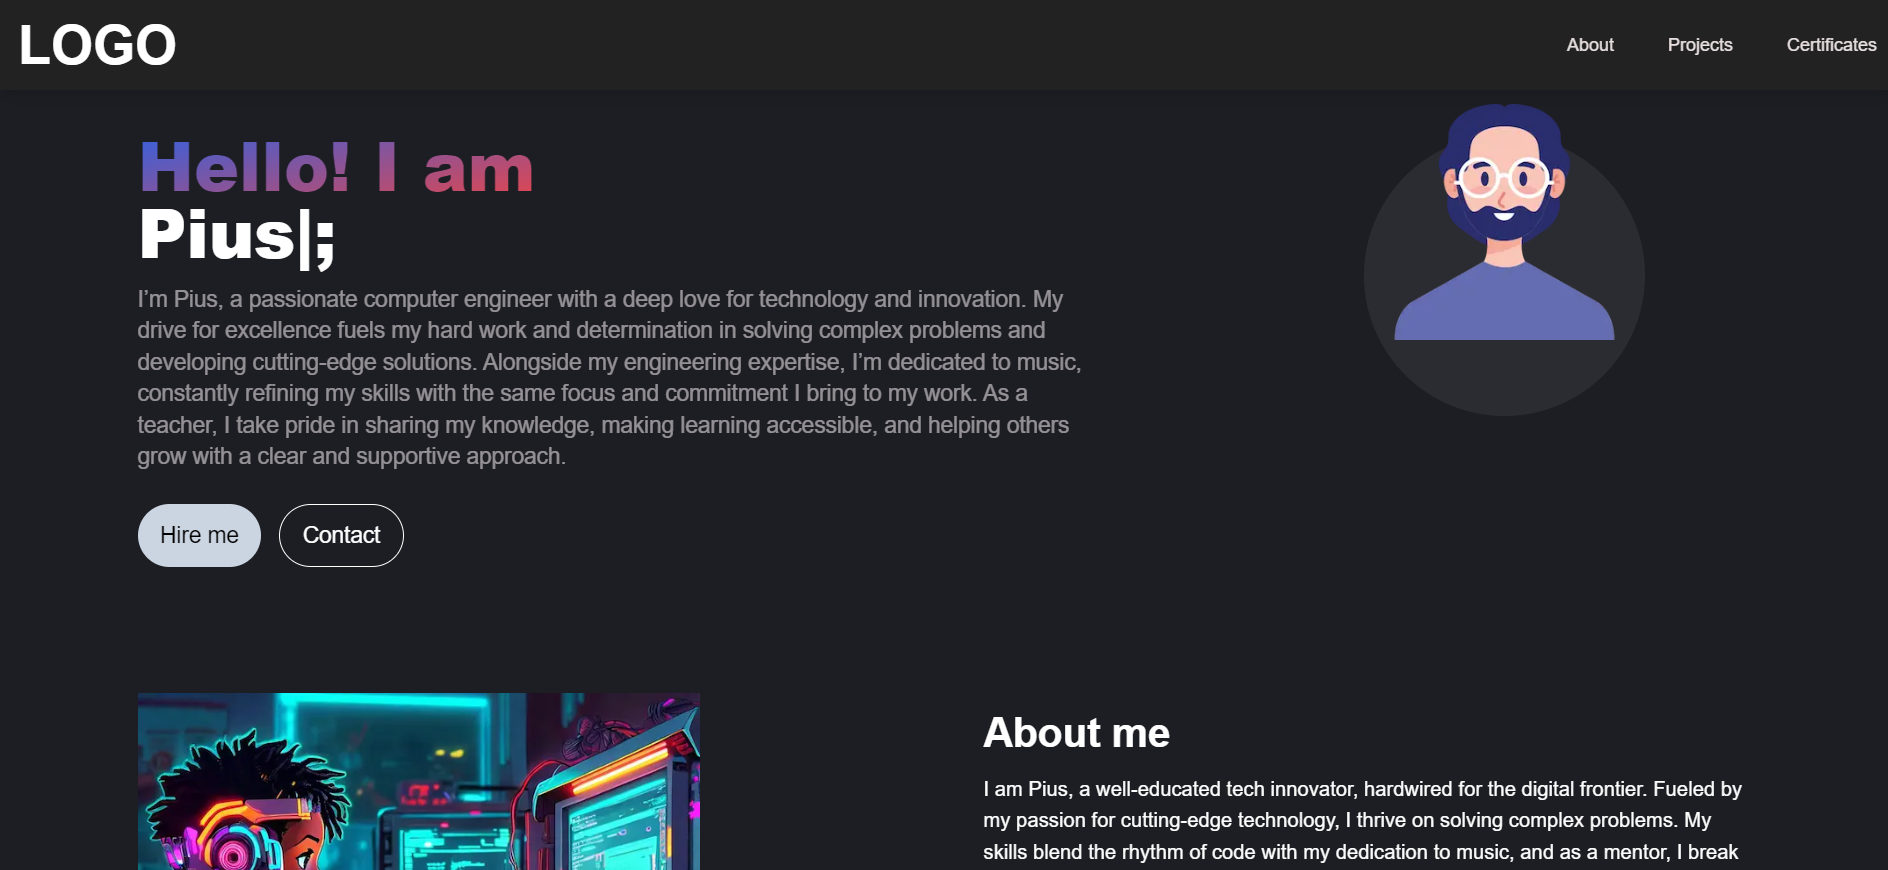 LOGO
About
Projects
Certificates
Hello! I am
Pius|;
I’m Pius, a passionate computer engineer with a deep love for technology and innovation. My
drive for excellence fuels my hard work and determination in solving complex problems and
developing cutting-edge solutions. Alongside my engineering expertise, I’m dedicated to music,
constantly refining my skills with the same focus and commitment I bring to my work. As a
teacher, I take pride in sharing my knowledge, making learning accessible, and helping others
grow with a clear and supportive approach.
Hire me
Contact
About me
I am Pius, a well-educated tech innovator, hardwired for the digital frontier. Fueled by
my passion for cutting-edge technology, I thrive on solving complex problems. My
skills blend the rhythm of code with my dedication to music, and as a mentor, I break